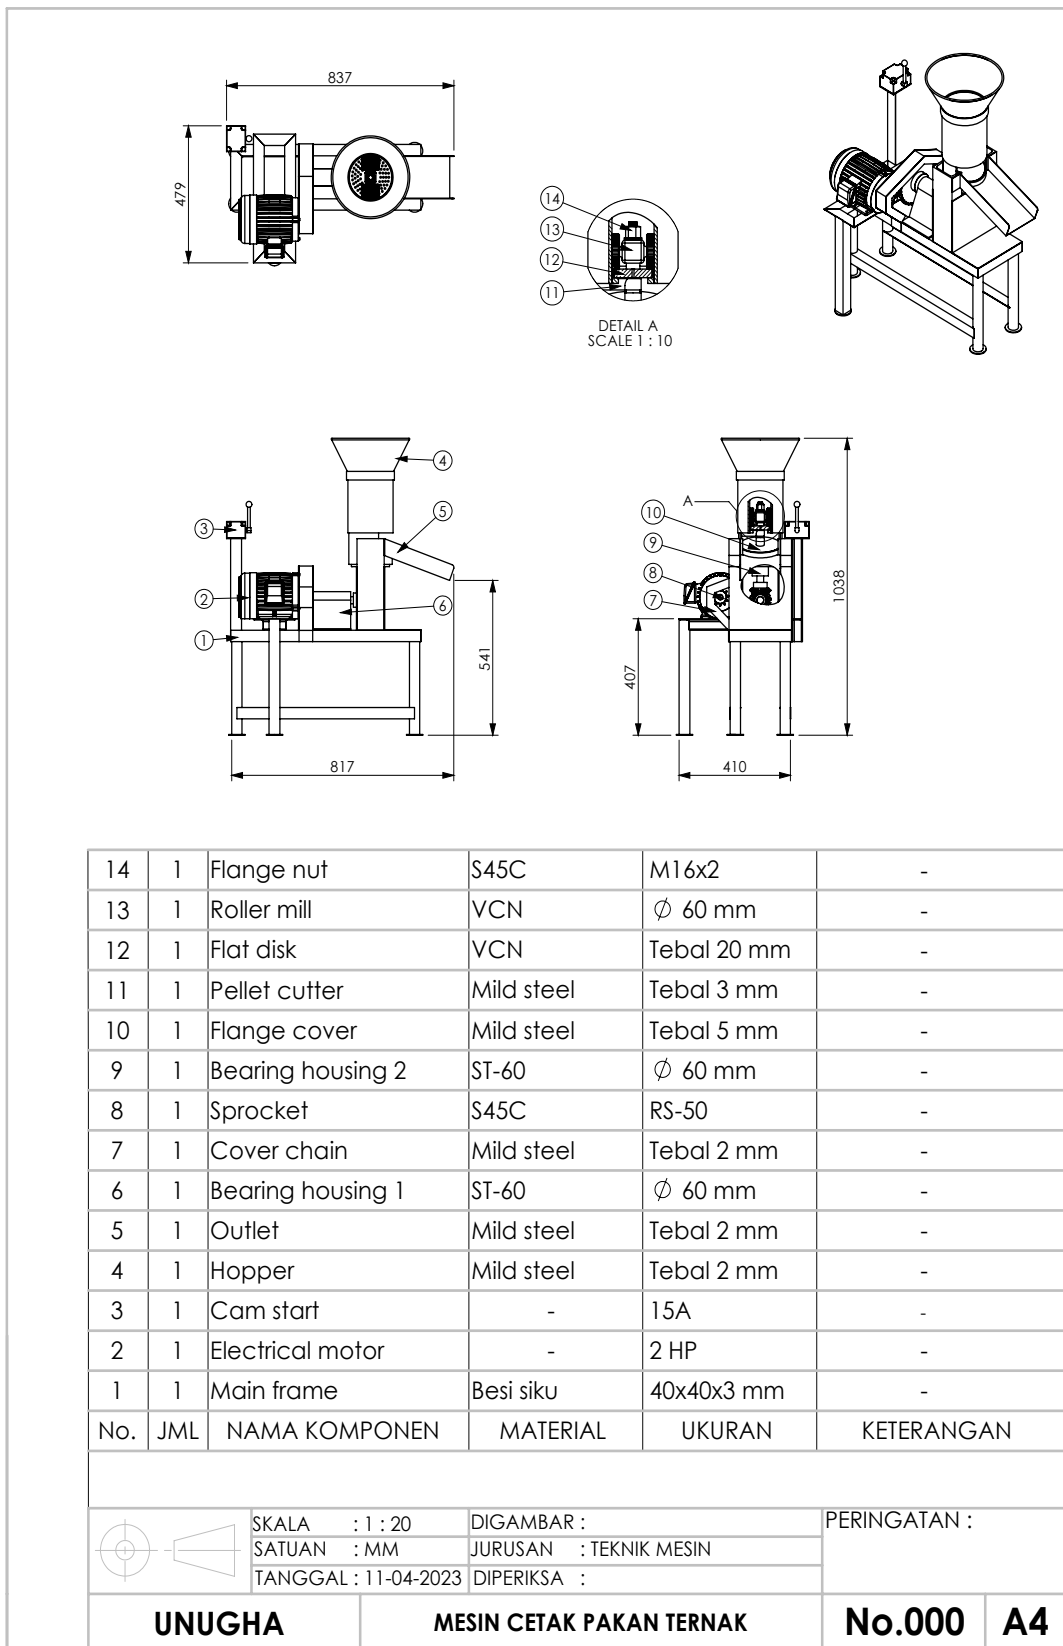 837
479
14
13
12
11
DETAIL A
SCALE 1 : 10
4
5
3
2
6
1
541
817
A
10
9
8
7
1038
407
410
14 1 Flange nut S45C M16x2 -
13 1 Roller mill VCN ∅ 60 mm -
12 1 Flat disk VCN Tebal 20 mm -
11 1 Pellet cutter Mild steel Tebal 3 mm -
10 1 Flange cover Mild steel Tebal 5 mm -
9 1 Bearing housing 2 ST-60 ∅ 60 mm -
8 1 Sprocket S45C RS-50 -
7 1 Cover chain Mild steel Tebal 2 mm -
6 1 Bearing housing 1 ST-60 ∅ 60 mm -
5 1 Outlet Mild steel Tebal 2 mm -
4 1 Hopper Mild steel Tebal 2 mm -
3 1 Cam start - 15A -
2 1 Electrical motor - 2 HP -
1 1 Main frame Besi siku 40x40x3 mm -
No. JML NAMA KOMPONEN MATERIAL UKURAN KETERANGAN
SKALA : 1 : 20 DIGAMBAR : PERINGATAN :
SATUAN : MM JURUSAN : TEKNIK MESIN
TANGGAL : 11-04-2023 DIPERIKSA :
UNUGHA MESIN CETAK PAKAN TERNAK No.000 A4